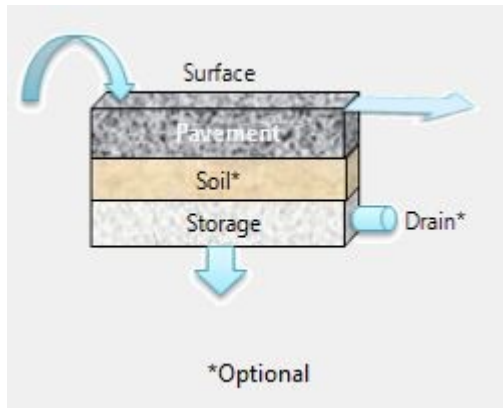 Surface
Pavement
Soil*
Storage
Drain*
*Optional